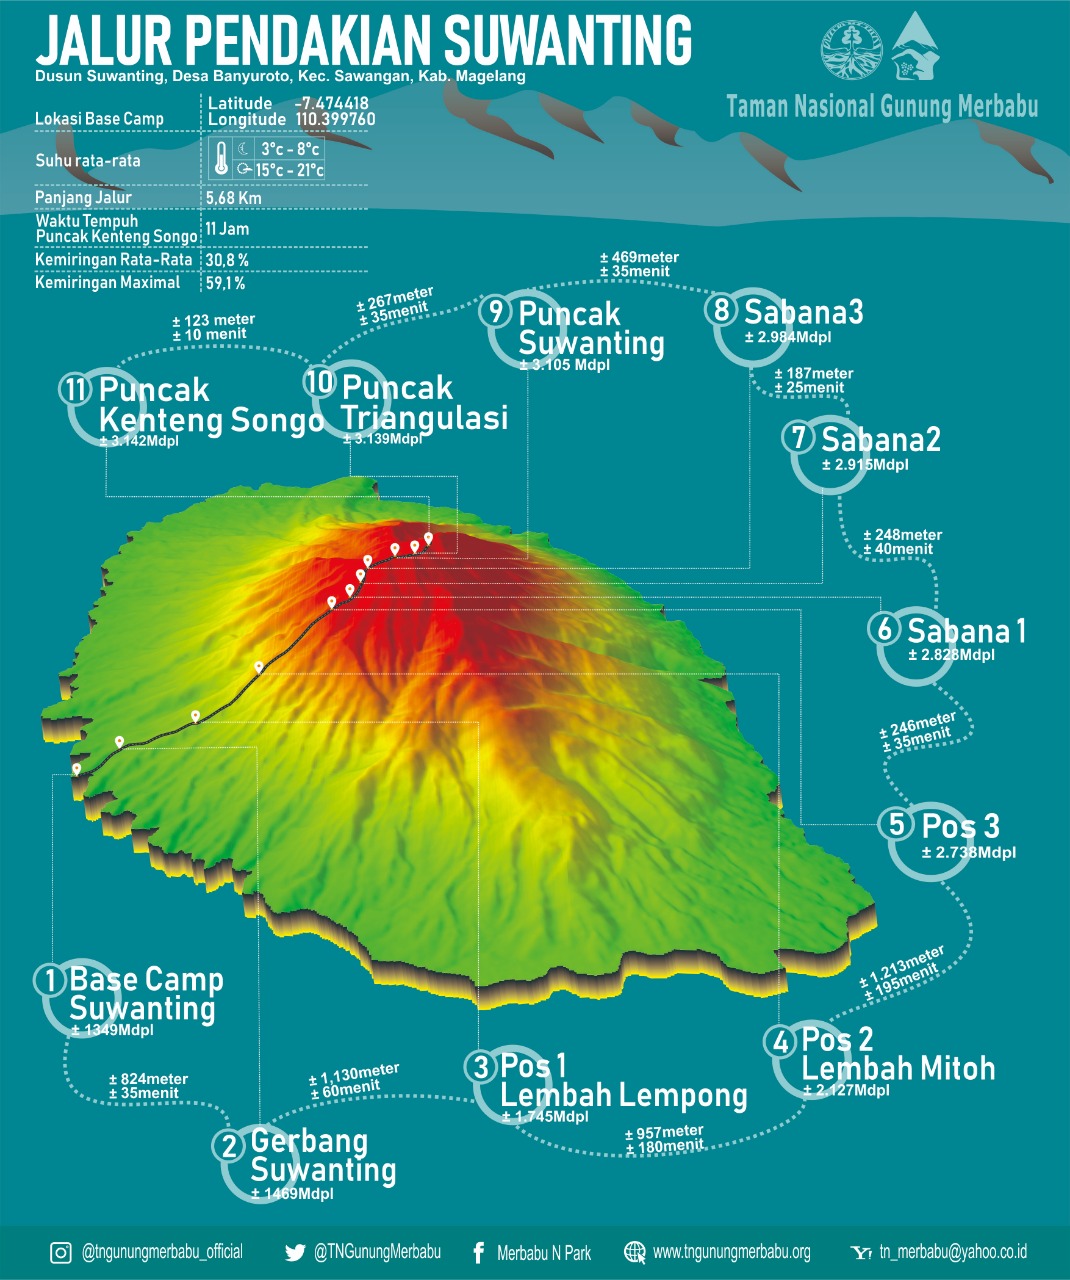 JALUR PENDAKIAN SUWANTING
Dusun Suwanting, Desa Banyuroto, Kec. Sawangan, Kab. Magelang
Taman Nasional Gunung Merbabu
Lokasi Base Camp
Latitude -7.474418
Longitude 110.399760
Suhu rata-rata
3°c - 8°c
15°c - 21°c
Panjang Jalur 5,68 Km
Waktu Tempuh
Puncak Kenteng Songo 11 Jam
Kemiringan Rata-Rata 30,8 %
Kemiringan Maximal 59,1 %
± 469meter
± 35menit
± 267meter
± 35menit
± 123 meter
± 10 menit
9 Puncak
Suwanting
± 3.105 Mdpl
8 Sabana3
± 2.984Mdpl
± 187meter
± 25menit
11 Puncak
Kenteng Songo
± 3.142Mdpl
10 Puncak
Triangulasi
± 3.139Mdpl
7 Sabana2
± 2.915Mdpl
± 248meter
± 40menit
6 Sabana 1
± 2.828Mdpl
± 246meter
± 35menit
5 Pos 3
± 2.738Mdpl
± 1.213meter
± 195menit
1 Base Camp
Suwanting
± 1349Mdpl
4 Pos 2
Lembah Mitoh
± 2.127Mdpl
3 Pos 1
Lembah Lempong
± 1.745Mdpl
± 824meter
± 35menit
± 1,130meter
± 60menit
± 957meter
± 180menit
2 Gerbang
Suwanting
± 1469Mdpl
@tngunungmerbabu_official
@TNGunungMerbabu
f Merbabu N Park
www.tngunungmerbabu.org
Y! tn_merbabu@yahoo.co.id